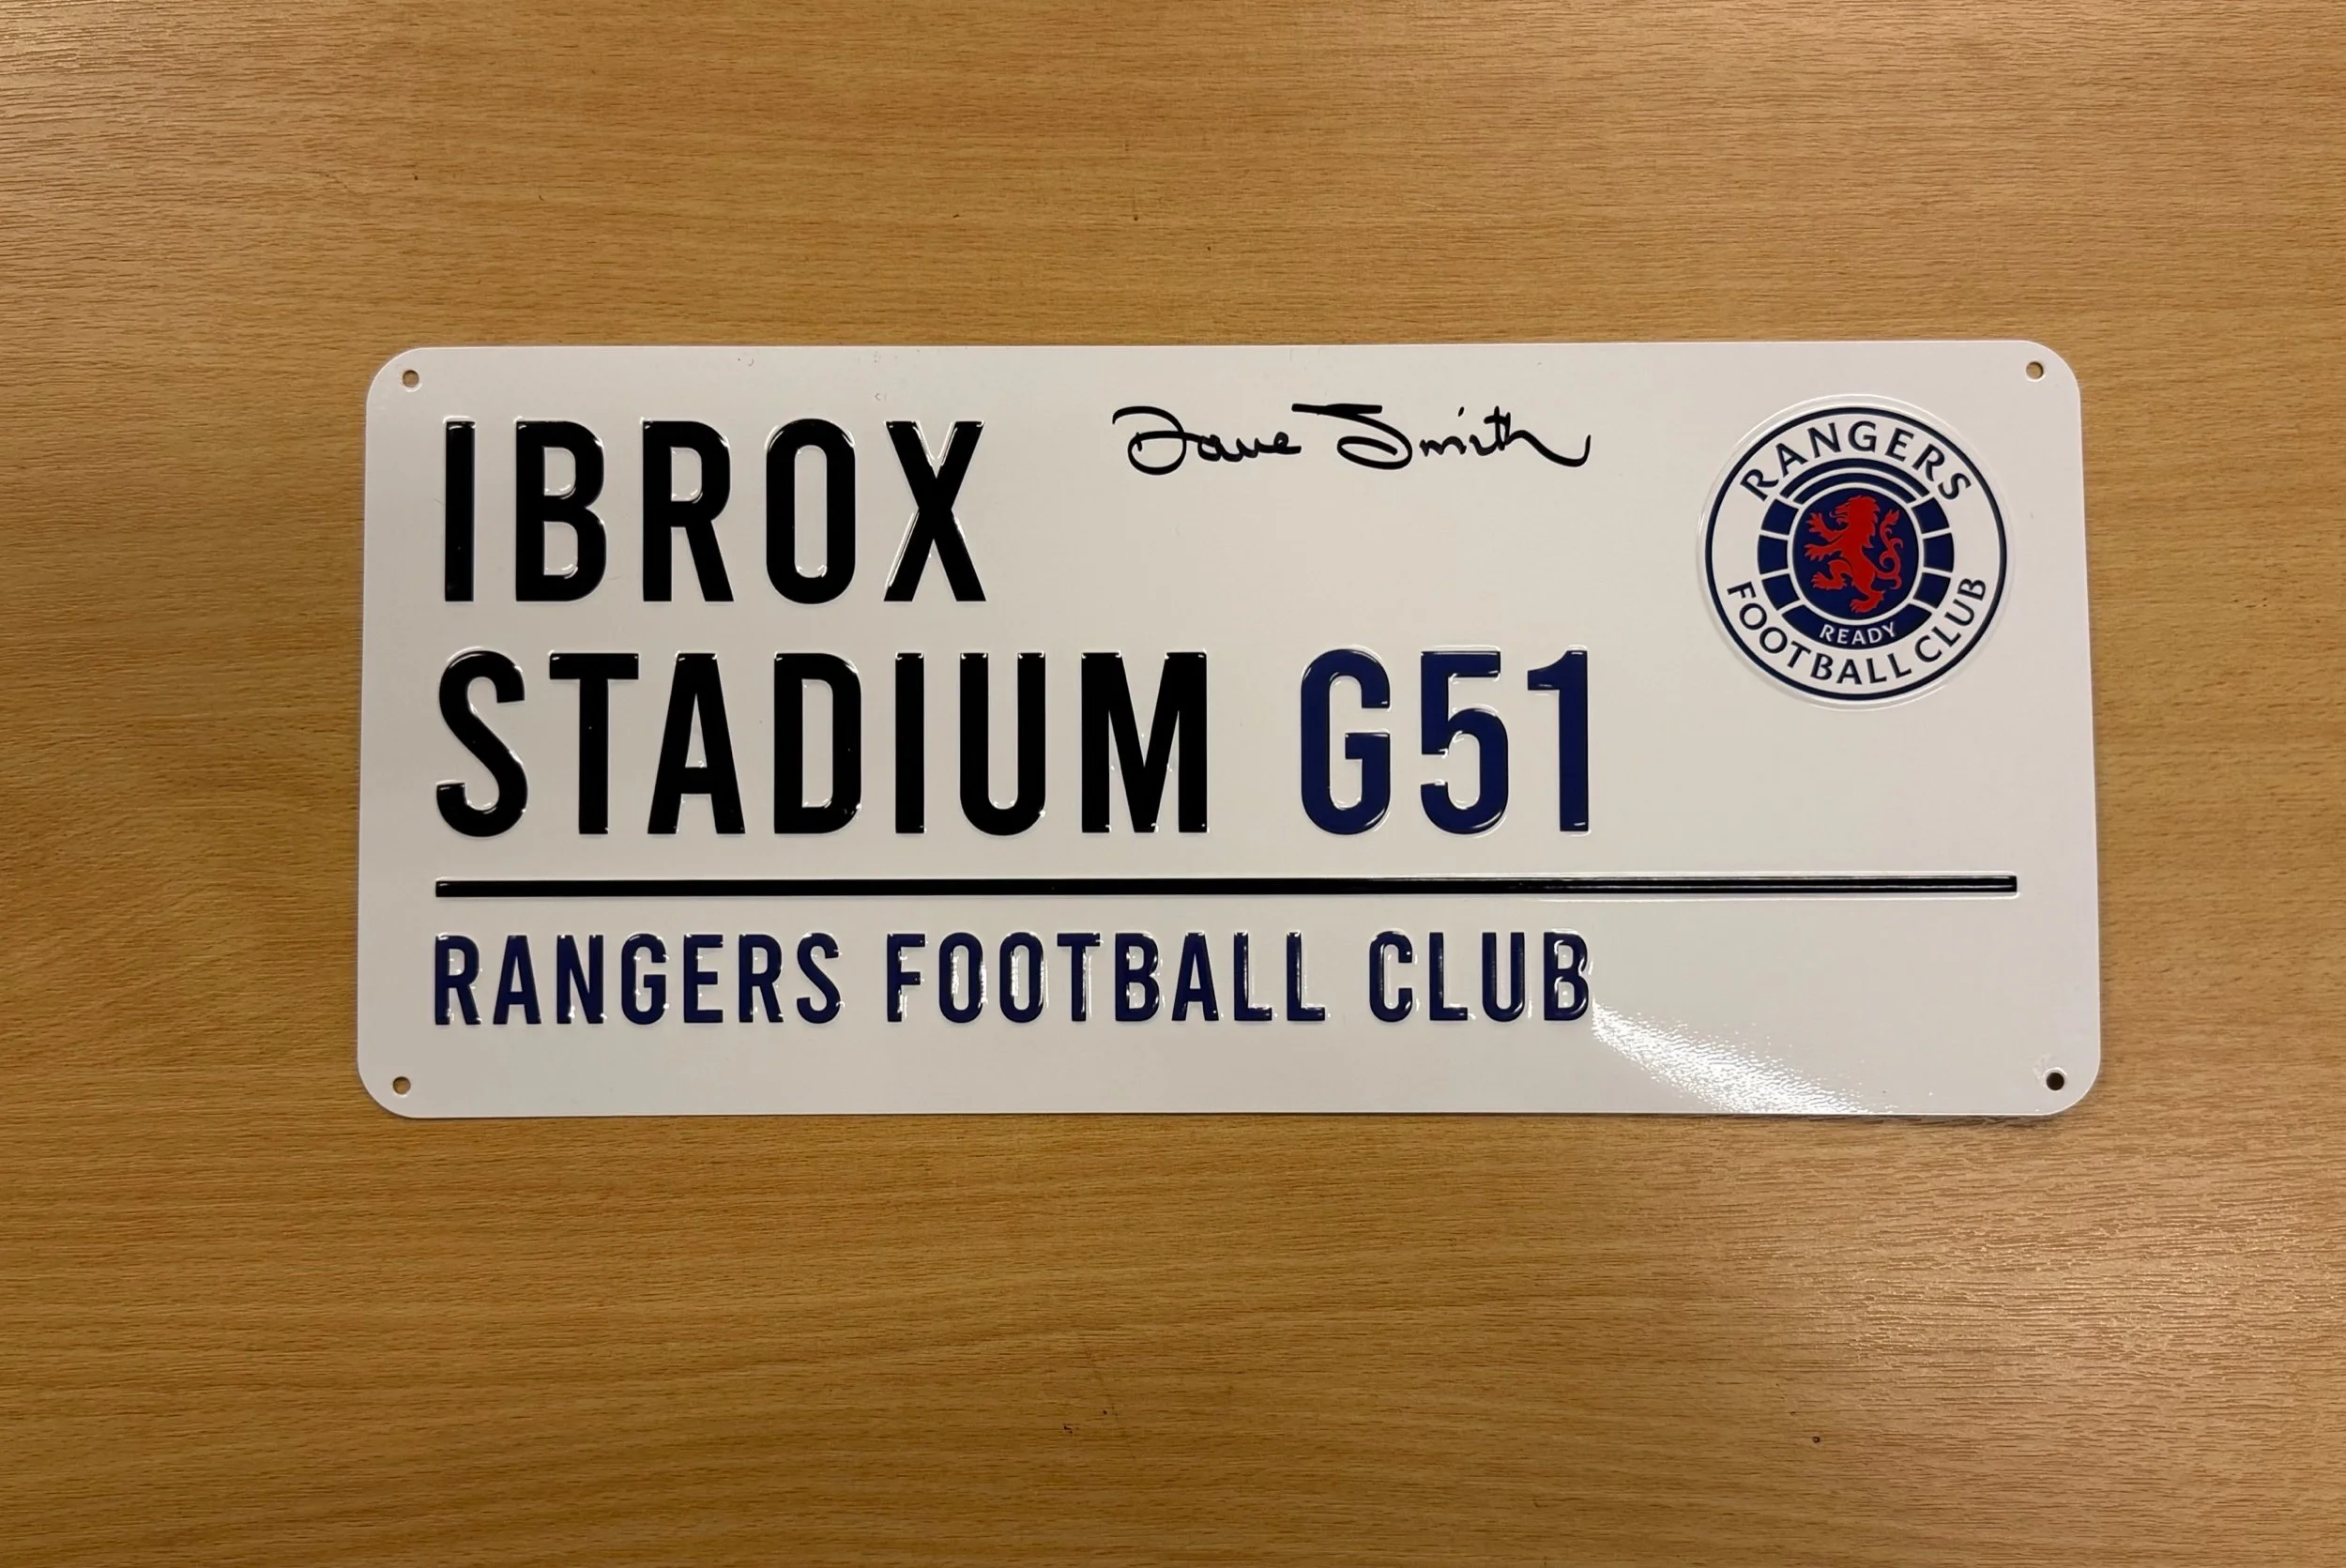 IBROX
Dave Smith
STADIUM G51
RANGERS FOOTBALL CLUB
RANGERS
READY
FOOTBALL CLUB